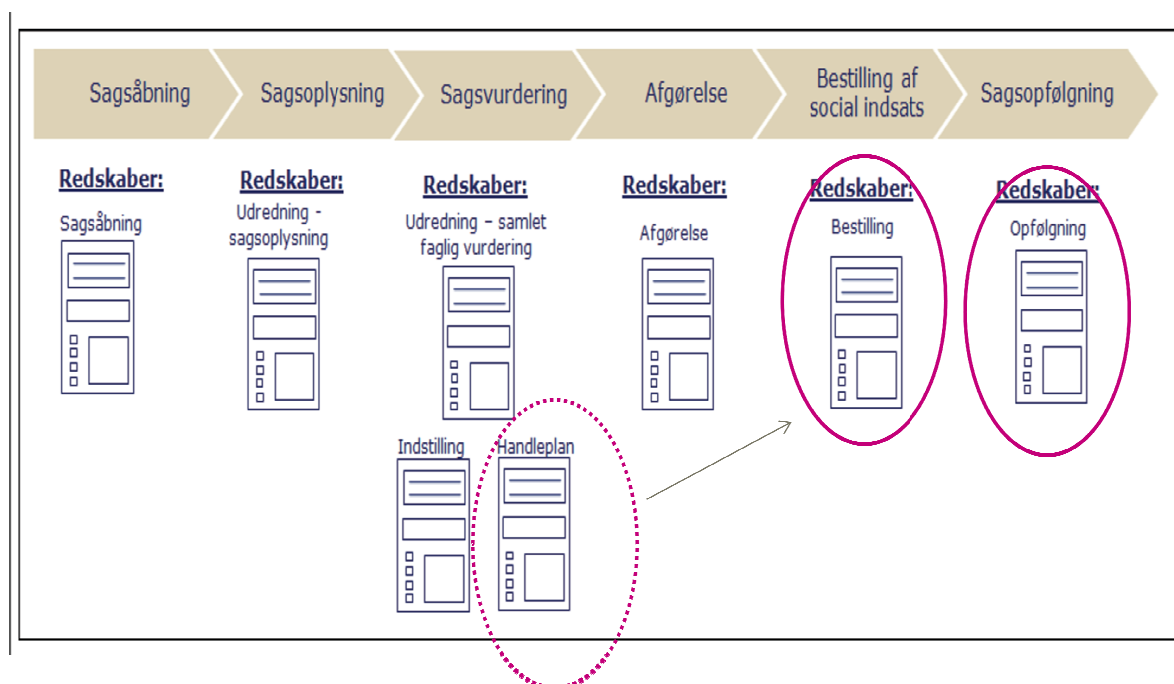 Sagsåbning
Sagsoplysning
Sagsvurdering
Afgørelse
Bestilling af
social indsats
Sagsopfølgning
Redskaber:
Sagsåbning
Redskaber:
Udredning -
sagsoplysning
Redskaber:
Udredning – samlet
faglig vurdering
Indstilling
Handleplan
Redskaber:
Afgørelse
Redskaber:
Bestilling
Redskaber:
Opfølgning